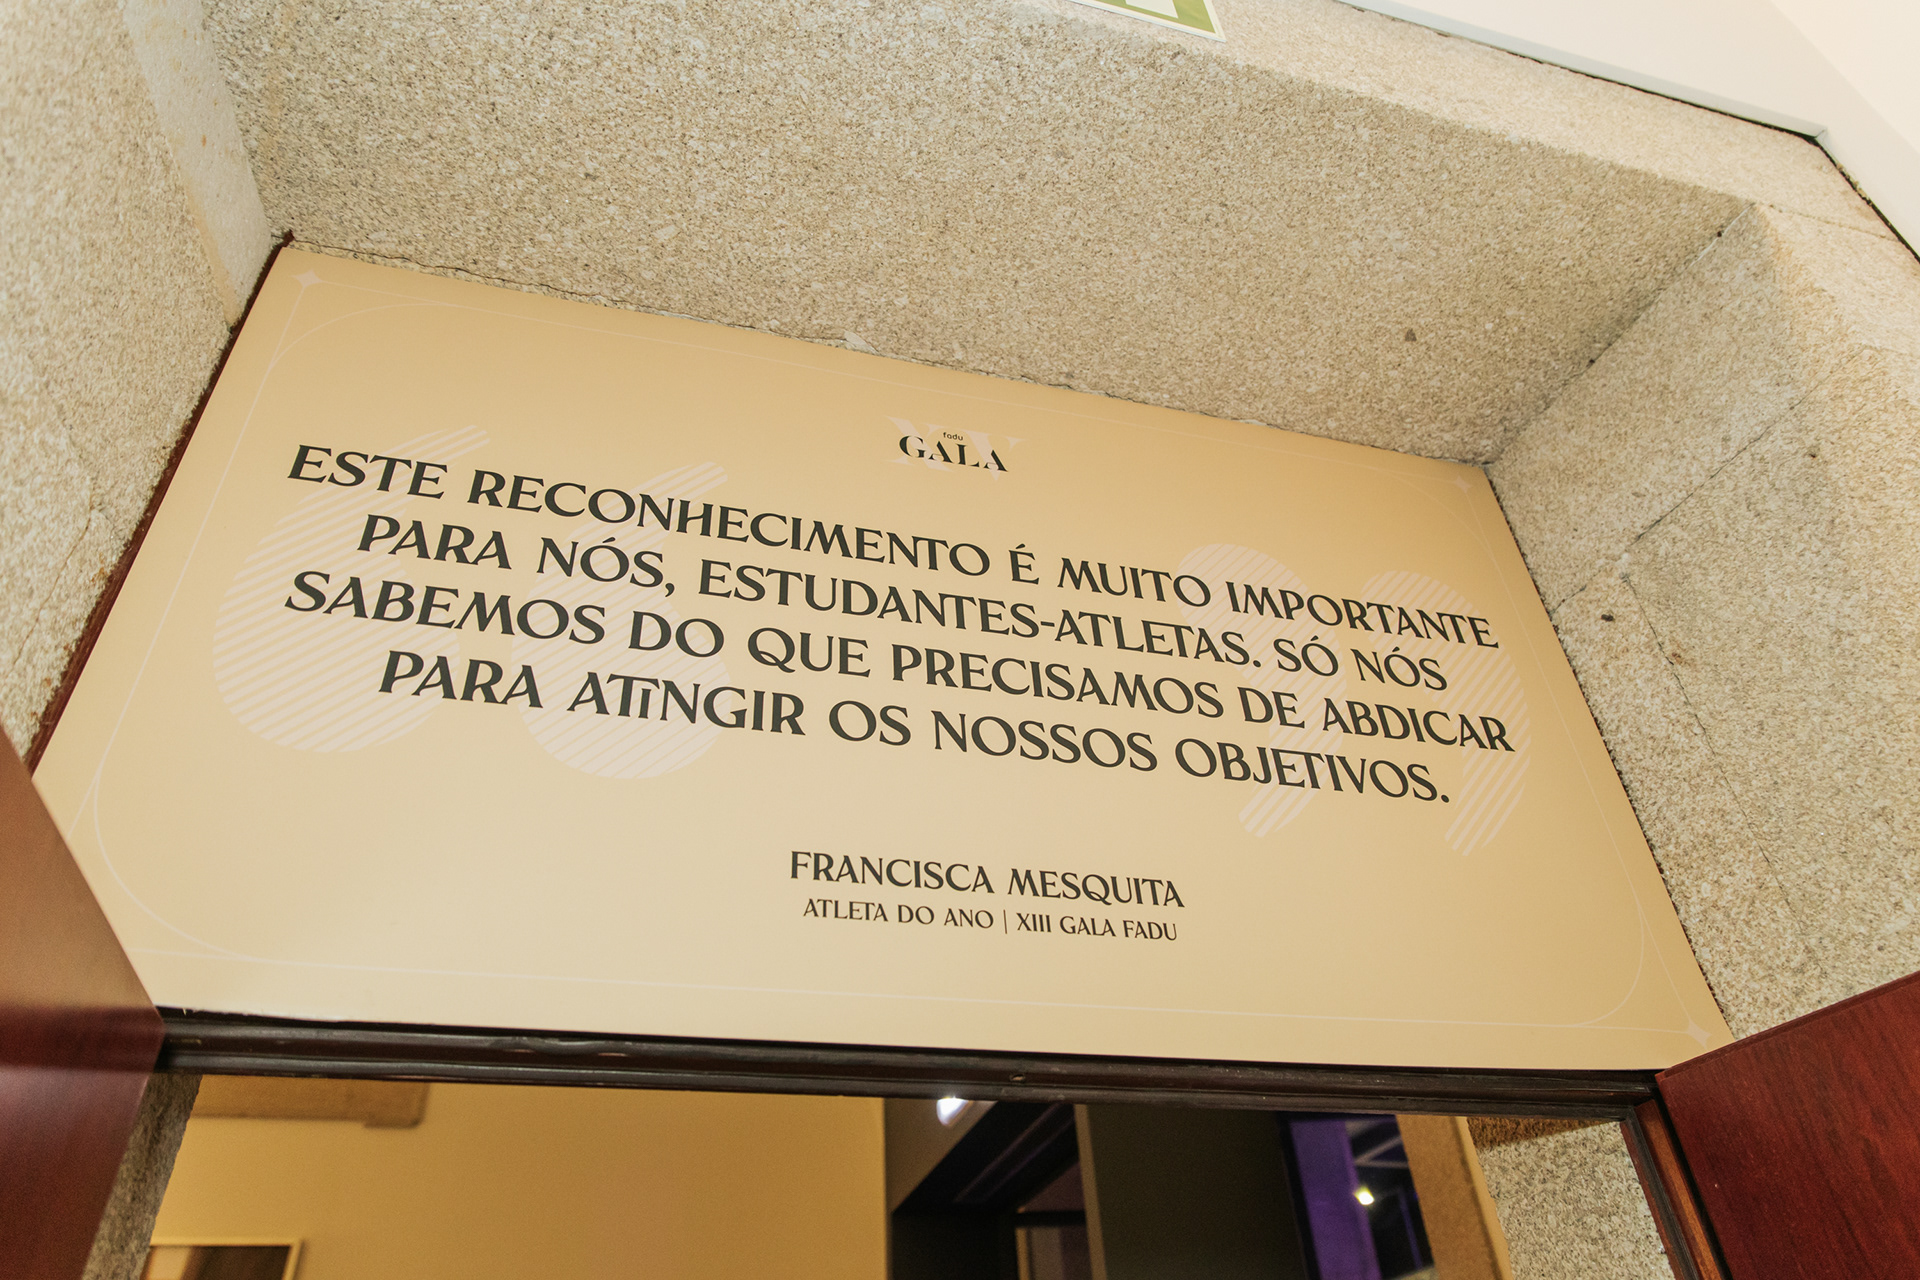 XV
fadu
GALA
ESTE RECONHECIMENTO É MUITO IMPORTANTE
PARA NÓS, ESTUDANTES-ATLETAS. SÓ NÓS
SABEMOS DO QUE PRECISAMOS DE ABDICAR
PARA ATINGIR OS NOSSOS OBJETIVOS.
FRANCISCA MESQUITA
ATLETA DO ANO | XIII GALA FADU